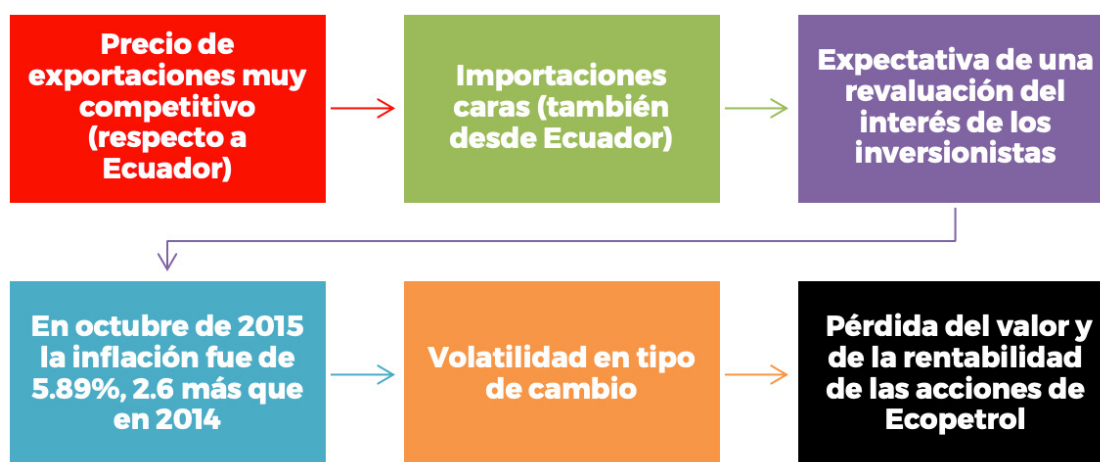 Precio de
exportaciones muy
competitivo
(respecto a
Ecuador)
Importaciones
caras (también
desde Ecuador)
Expectativa de una
revaluación del
interés de los
inversionistas
En octubre de 2015
la inflación fue de
5.89%, 2.6 más que
en 2014
Volatilidad en tipo
de cambio
Pérdida del valor y
de la rentabilidad
de las acciones de
Ecopetrol